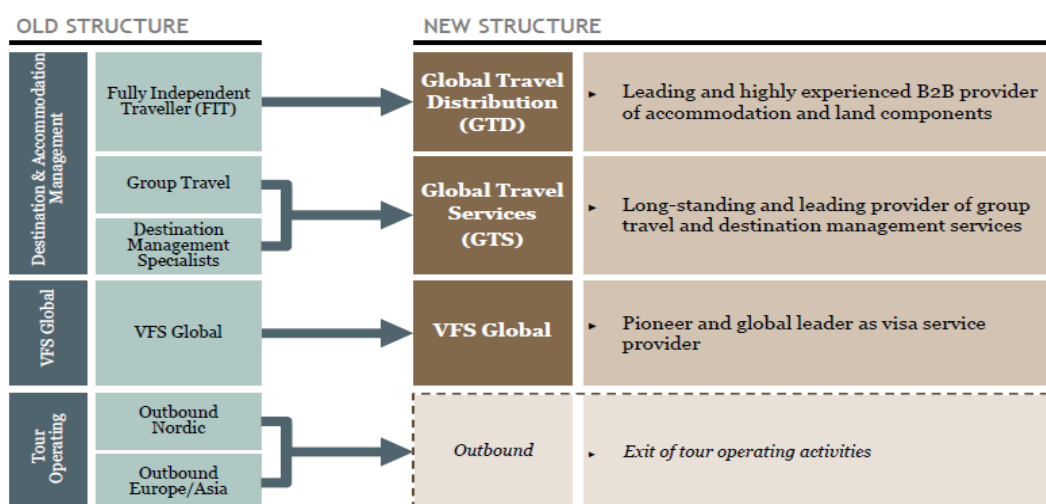 OLD STRUCTURE
NEW STRUCTURE
Destination & Accommodation
Management
Fully Independent
Traveller (FIT)
Global Travel
Distribution
(GTD)
▸ Leading and highly experienced B2B provider
of accommodation and land components
Group Travel
Destination
Management
Specialists
Global Travel
Services
(GTS)
▸ Long-standing and leading provider of group
travel and destination management services
VFS Global
VFS Global
VFS Global
▸ Pioneer and global leader as visa service
provider
Tour
Operating
Outbound
Nordic
Outbound
Europe/Asia
Outbound
▸ Exit of tour operating activities